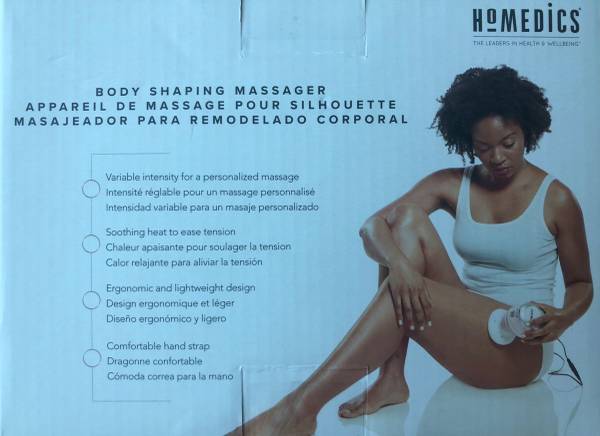 HOMEDICS
THE LEADERS IN HEALTH & WELLBEING
BODY SHAPING MASSAGER
APPAREIL DE MASSAGE POUR SILHOUETTE
MASAJEADOR PARA REMODELADO CORPORAL
Variable intensity for a personalized massage
Intensité réglable pour un massage personnalisé
Intensidad variable para un masaje personalizado
Soothing heat to ease tension
Chaleur apaisante pour soulager la tension
Calor relajante para aliviar la tensión
Ergonomic and lightweight design
Design ergonomique et léger
Diseño ergonómico y ligero
Comfortable hand strap
Dragonne confortable
Cómoda correa para la mano